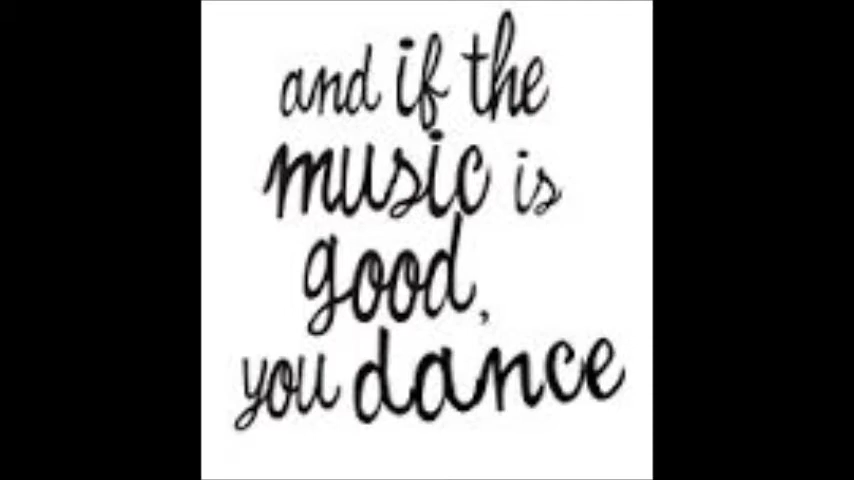 and if the
music is
good,
you dance